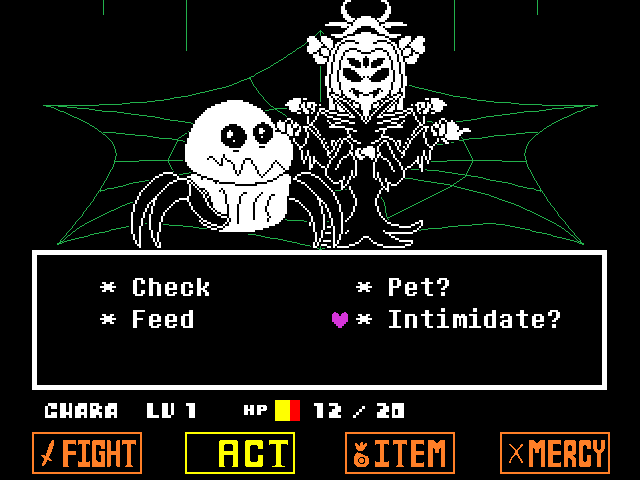 * Check * Pet?
* Feed * Intimidate?
CHARA LV 1 HP 12 / 20
FIGHT ACT ITEM MERCY